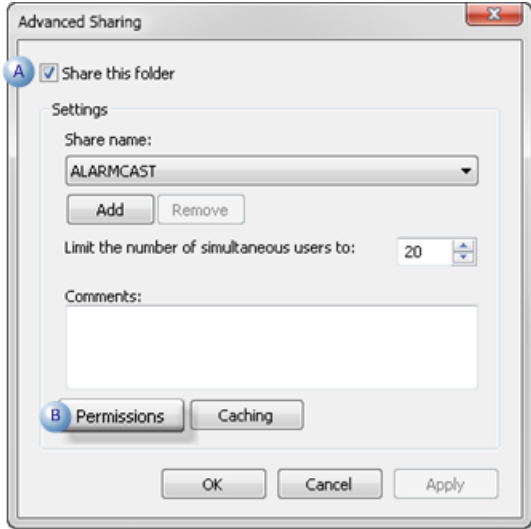 Advanced Sharing
A
Share this folder
Settings
Share name:
ALARMCAST
Add Remove
Limit the number of simultaneous users to: 20
Comments:
B
Permissions Caching
OK Cancel Apply